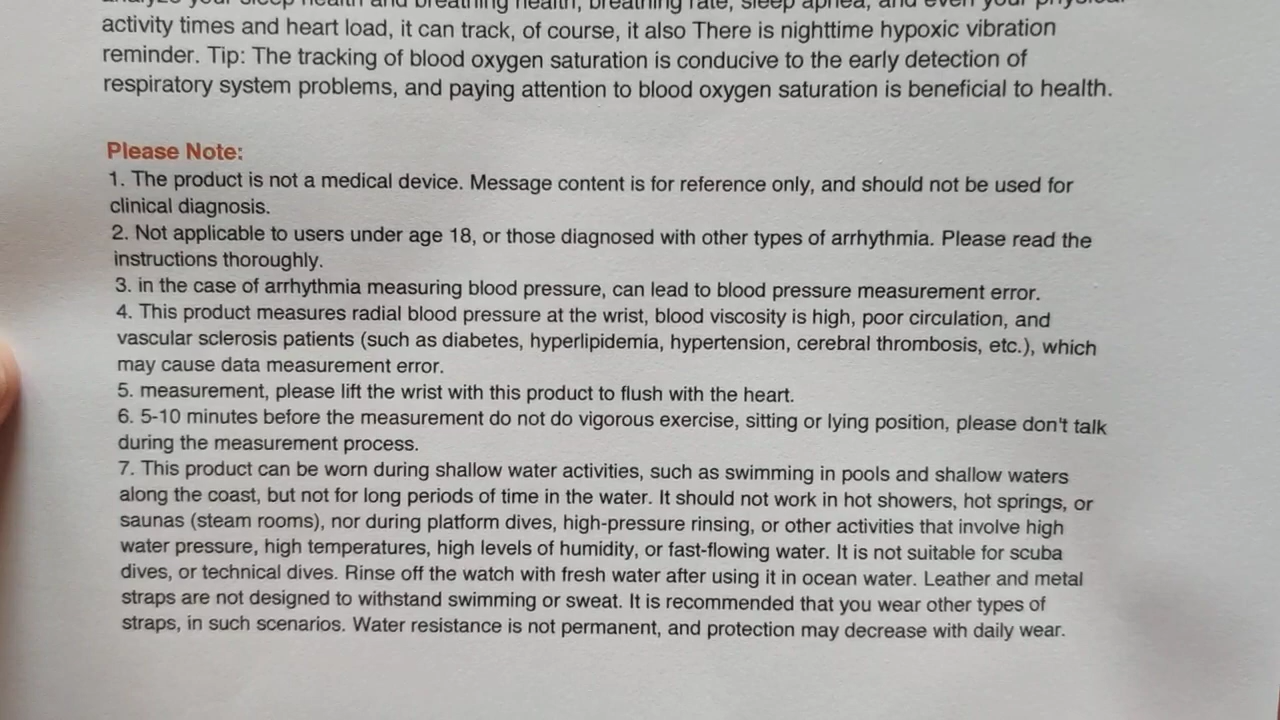 analyze your sleep health and breathing health, breathing rate, sleep apnea, and even your physical
activity times and heart load, it can track, of course, it also There is nighttime hypoxic vibration
reminder. Tip: The tracking of blood oxygen saturation is conducive to the early detection of
respiratory system problems, and paying attention to blood oxygen saturation is beneficial to health.
Please Note:
1. The product is not a medical device. Message content is for reference only, and should not be used for
clinical diagnosis.
2. Not applicable to users under age 18, or those diagnosed with other types of arrhythmia. Please read the
instructions thoroughly.
3. in the case of arrhythmia measuring blood pressure, can lead to blood pressure measurement error.
4. This product measures radial blood pressure at the wrist, blood viscosity is high, poor circulation, and
vascular sclerosis patients (such as diabetes, hyperlipidemia, hypertension, cerebral thrombosis, etc.), which
may cause data measurement error.
5. measurement, please lift the wrist with this product to flush with the heart.
6. 5-10 minutes before the measurement do not do vigorous exercise, sitting or lying position, please don't talk
during the measurement process.
7. This product can be worn during shallow water activities, such as swimming in pools and shallow waters
along the coast, but not for long periods of time in the water. It should not work in hot showers, hot springs, or
saunas (steam rooms), nor during platform dives, high-pressure rinsing, or other activities that involve high
water pressure, high temperatures, high levels of humidity, or fast-flowing water. It is not suitable for scuba
dives, or technical dives. Rinse off the watch with fresh water after using it in ocean water. Leather and metal
straps are not designed to withstand swimming or sweat. It is recommended that you wear other types of
straps, in such scenarios. Water resistance is not permanent, and protection may decrease with daily wear.